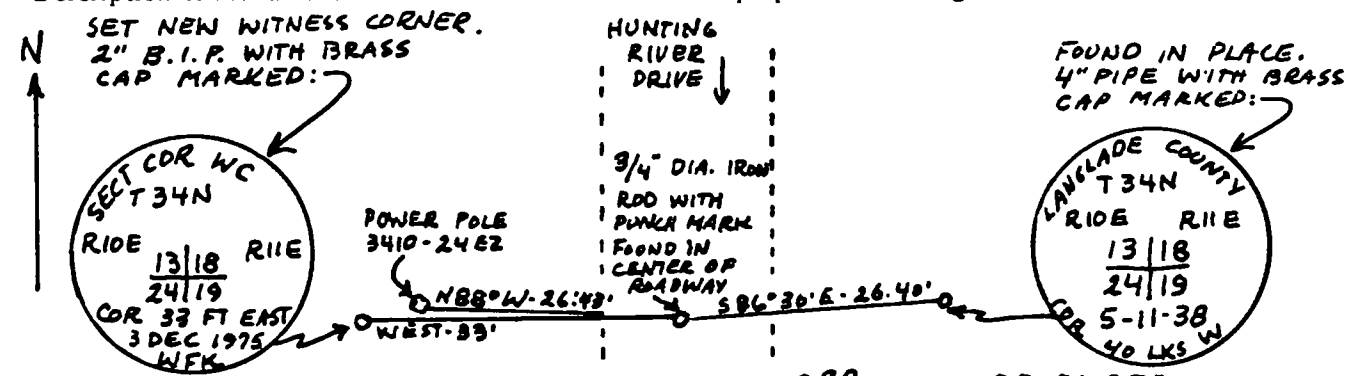 SET NEW WITNESS CORNER.
2" B.I.P. WITH BRASS
CAP MARKED:
N
HUNTING
RIVER
DRIVE
FOUND IN PLACE.
4" PIPE WITH BRASS
CAP MARKED:
SECT COR WC
T 34N
R10E R11E
13|18
24|19
COR 33 FT EAST
3 DEC 1975
WFK
POWER POLE
3410-24EZ
3/4" DIA. IRON
ROD WITH
PUNCH MARK
FOUND IN
CENTER OF
ROADWAY
N88°W-26.43'
WEST-33'
S86°30'E-26.40'
LANGLADE COUNTY
T 34N
R10E R11E
13|18
24|19
5-11-38
COR 40 LKS W